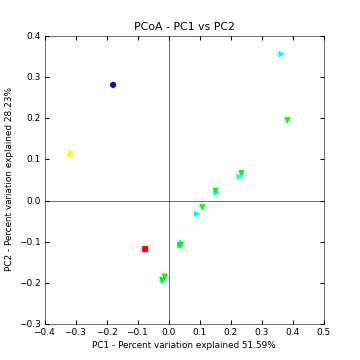 PCoA - PC1 vs PC2
0.4
0.3
0.2
0.1
0.0
−0.1
−0.2
−0.3
PC2 - Percent variation explained 28.23%
−0.4 −0.3 −0.2 −0.1 0.0 0.1 0.2 0.3 0.4 0.5
PC1 - Percent variation explained 51.59%